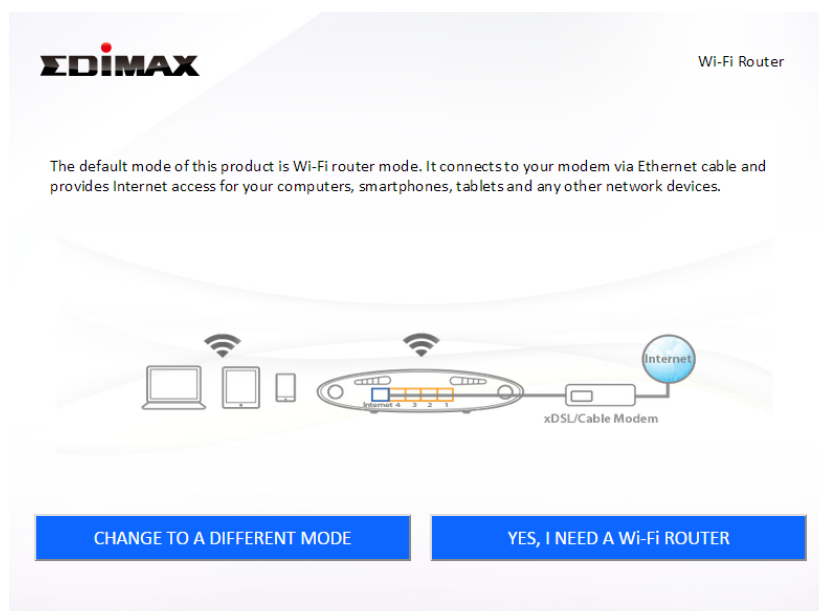 EDIMAX
Wi-Fi Router
The default mode of this product is Wi-Fi router mode. It connects to your modem via Ethernet cable and
provides Internet access for your computers, smartphones, tablets and any other network devices.
Internet
Internet 4 3 2 1
xDSL/Cable Modem
CHANGE TO A DIFFERENT MODE
YES, I NEED A Wi-Fi ROUTER